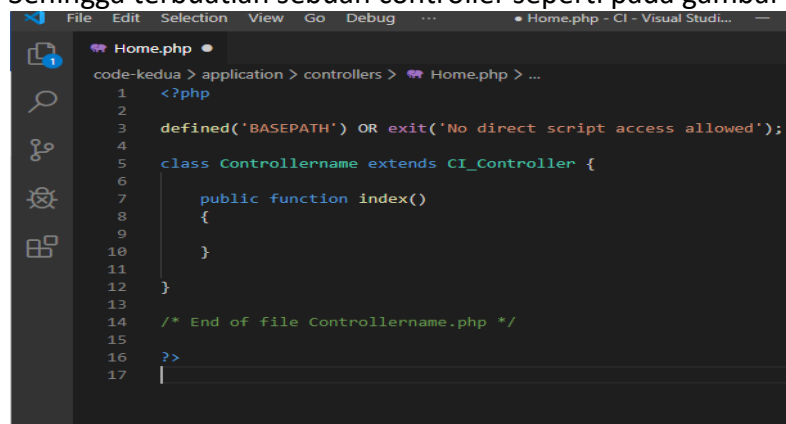 Sehingga terbuatlah sebuah controller seperti pada gambar
File Edit Selection View Go Debug ... ● Home.php - CI - Visual Studi... —
Home.php ●
1
code-kedua > application > controllers > Home.php > ...
1 <?php
2
3 defined('BASEPATH') OR exit('No direct script access allowed');
4
5 class Controllername extends CI_Controller {
6
7 public function index()
8 {
9
10 }
11
12 }
13
14 /* End of file Controllername.php */
15
16 ?>
17